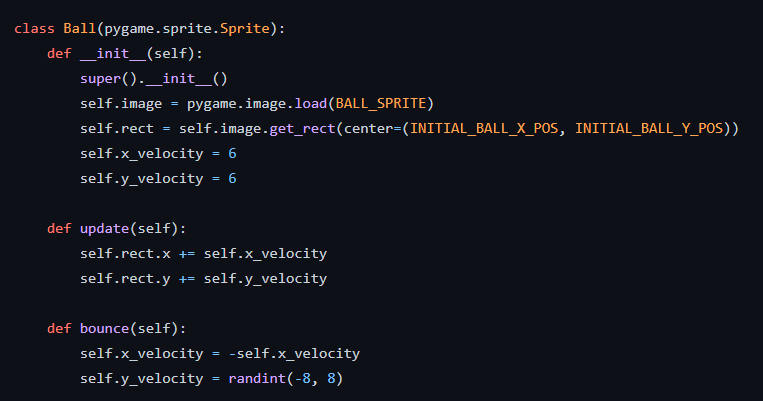 class Ball(pygame.sprite.Sprite):
    def __init__(self):
        super().__init__()
        self.image = pygame.image.load(BALL_SPRITE)
        self.rect = self.image.get_rect(center=(INITIAL_BALL_X_POS, INITIAL_BALL_Y_POS))
        self.x_velocity = 6
        self.y_velocity = 6

    def update(self):
        self.rect.x += self.x_velocity
        self.rect.y += self.y_velocity

    def bounce(self):
        self.x_velocity = -self.x_velocity
        self.y_velocity = randint(-8, 8)